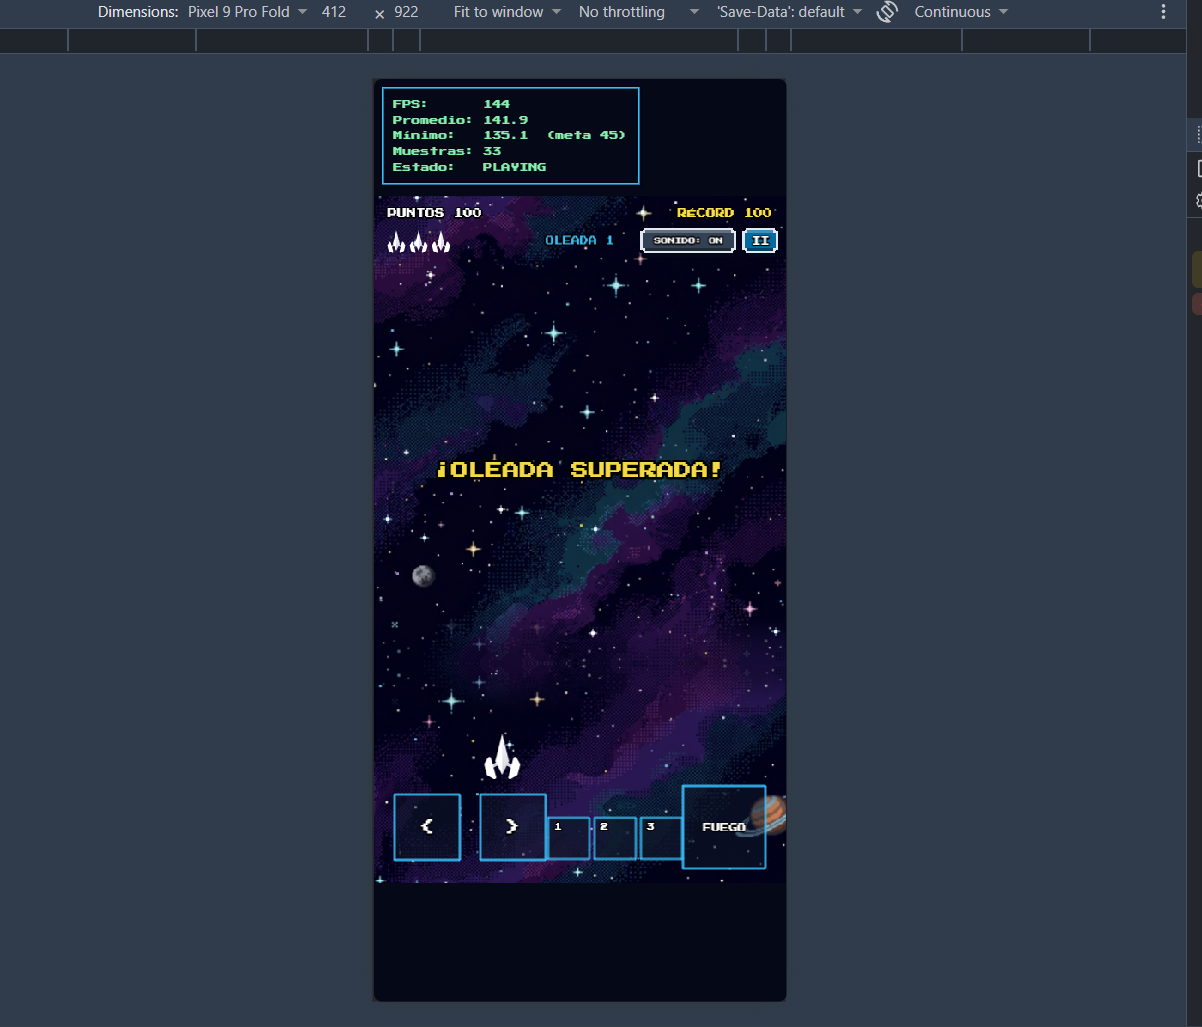 Dimensions: Pixel 9 Pro Fold 412 × 922 Fit to window No throttling 'Save-Data': default Continuous
FPS: 144
Promedio: 141.9
Mínimo: 135.1 (meta 45)
Muestras: 33
Estado: PLAYING
PUNTOS 100 RÉCORD 100
OLEADA 1 SONIDO: ON II
¡OLEADA SUPERADA!
< > 1 2 3 FUEGO